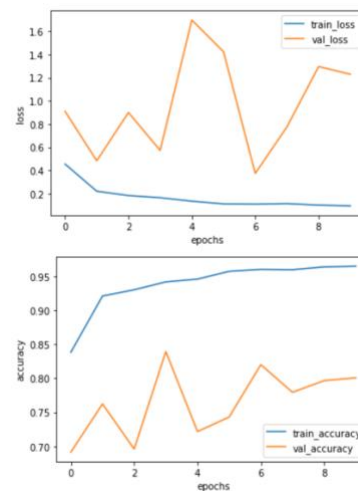 train_loss
val_loss
1.6
1.4
1.2
1.0
0.8
0.6
0.4
0.2
loss
0 2 4 6 8
epochs
0.95
0.90
0.85
0.80
0.75
0.70
accuracy
train_accuracy
val_accuracy
0 2 4 6 8
epochs